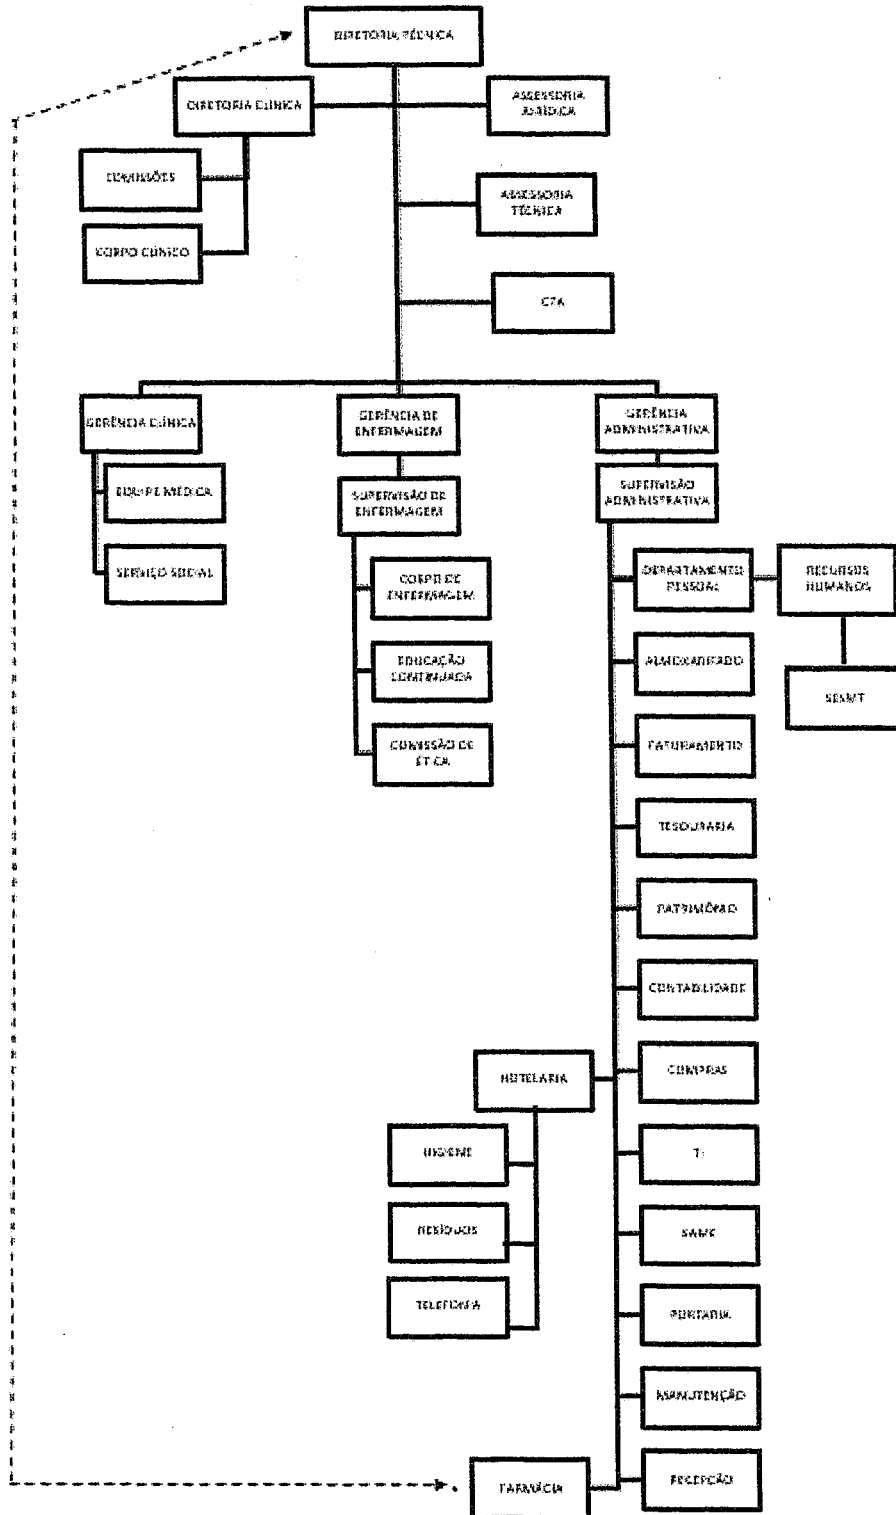 DIRETORIA TÉCNICA
DIRETORIA CLÍNICA
ASSESSORIA
JURÍDICA
COMISSÕES
ASSESSORIA
TÉCNICA
CORPO CLÍNICO
CTA
GERÊNCIA CLÍNICA
GERÊNCIA DE
ENFERMAGEM
GERÊNCIA
ADMINISTRATIVA
EQUIPE MÉDICA
SUPERVISÃO DE
ENFERMAGEM
SUPERVISÃO
ADMINISTRATIVA
SERVIÇO SOCIAL
CORPO DE
ENFERMAGEM
DEPARTAMENTO
PESSOAL
RECURSOS
HUMANOS
EDUCAÇÃO
CONTINUADA
ALMOXARIFADO
SESMT
COMISSÃO DE
ÉTICA
FATURAMENTO
TESOURARIA
PATRIMÔNIO
CONTABILIDADE
HOTELARIA
COMPRAS
HIGIENE
TI
RESÍDUOS
SAME
TELEFONIA
PORTARIA
MANUTENÇÃO
FARMÁCIA
RECEPÇÃO